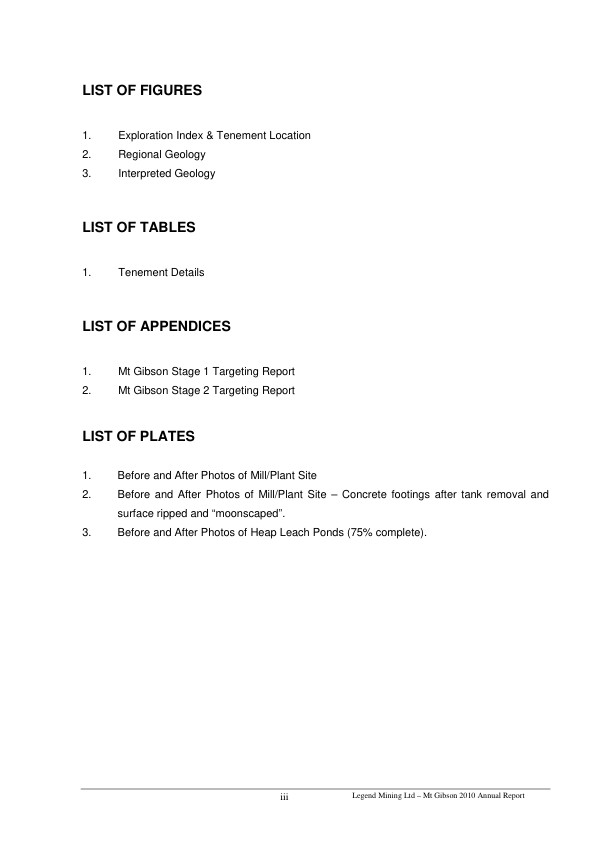 LIST OF FIGURES
1. Exploration Index & Tenement Location
2. Regional Geology
3. Interpreted Geology
LIST OF TABLES
1. Tenement Details
LIST OF APPENDICES
1. Mt Gibson Stage 1 Targeting Report
2. Mt Gibson Stage 2 Targeting Report
LIST OF PLATES
1. Before and After Photos of Mill/Plant Site
2. Before and After Photos of Mill/Plant Site – Concrete footings after tank removal and
surface ripped and “moonscaped”.
3. Before and After Photos of Heap Leach Ponds (75% complete).
iii Legend Mining Ltd – Mt Gibson 2010 Annual Report